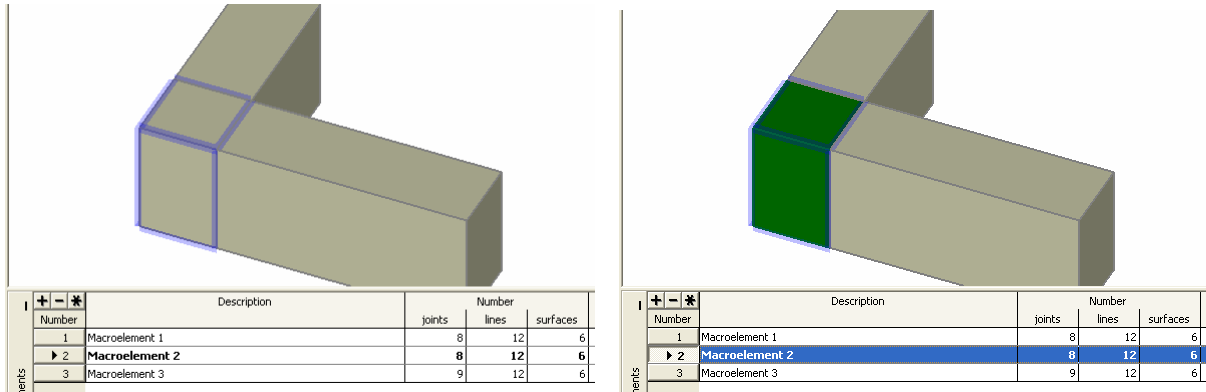 + − * Description Number
Number joints lines surfaces
1 Macroelement 1 8 12 6
2 Macroelement 2 8 12 6
3 Macroelement 3 9 12 6
ents
+ − * Description Number
Number joints lines surfaces
1 Macroelement 1 8 12 6
2 Macroelement 2 8 12 6
3 Macroelement 3 9 12 6
ents